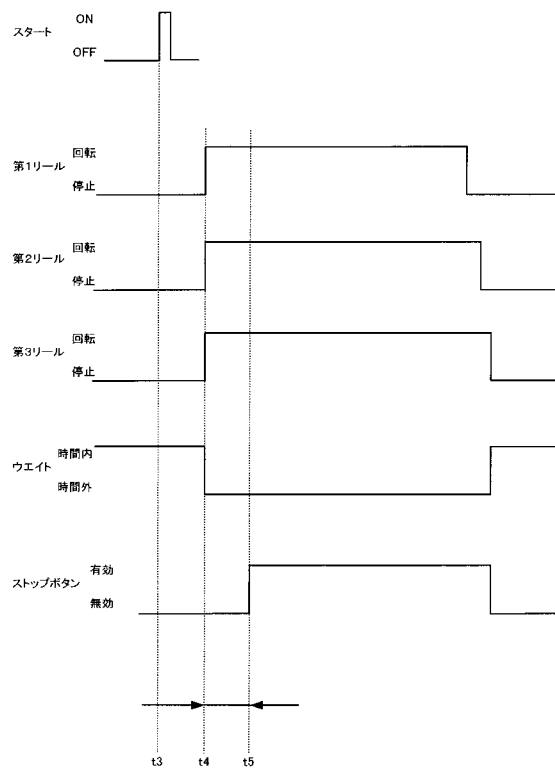 ON
スタート
OFF
回転
第1リール
停止
回転
第2リール
停止
回転
第3リール
停止
時間内
ウエイト
時間外
有効
ストップボタン
無効
t3 t4 t5